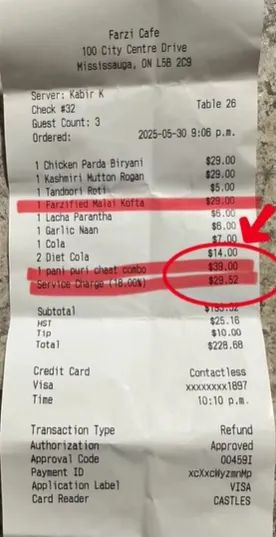 Farzi Cafe
100 City Centre Drive
Mississauga, ON L5B 2C9
Server: Kabir K
Check #32 Table 26
Guest Count: 3
Ordered: 2025-05-30 9:06 p.m.
1 Chicken Parda Biryani $29.00
1 Kashmiri Mutton Rogan $29.00
1 Tandoori Roti $5.00
1 Farzified Malai Kofta $29.00
1 Lacha Parantha $6.00
1 Garlic Naan $6.00
1 Cola $7.00
2 Diet Cola $14.00
1 pani puri chaat combo $39.00
Service Charge (18.00%) $29.52
Subtotal
HST $25.16
Tip $10.00
Total $228.68
Credit Card Contactless
Visa xxxxxxxx1897
Time 10:10 p.m.
Transaction Type Refund
Authorization Approved
Approval Code 00459I
Payment ID xcXxcWyzmnMp
Application Label VISA
Card Reader CASTLES